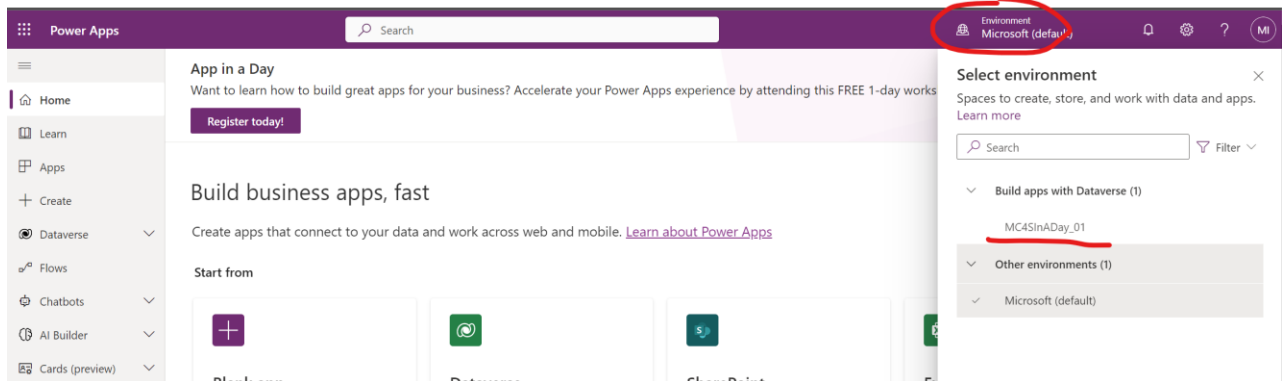 Power Apps
Search
Environment
Microsoft (default)
?
MI
Home
Learn
Apps
Create
Dataverse
Flows
Chatbots
AI Builder
Cards (preview)
App in a Day
Want to learn how to build great apps for your business? Accelerate your Power Apps experience by attending this FREE 1-day works
Register today!
Build business apps, fast
Create apps that connect to your data and work across web and mobile. Learn about Power Apps
Start from
Blank app
Dataverse
SharePoint
Select environment
Spaces to create, store, and work with data and apps.
Learn more
Search
Filter
Build apps with Dataverse (1)
MC4SInADay_01
Other environments (1)
Microsoft (default)